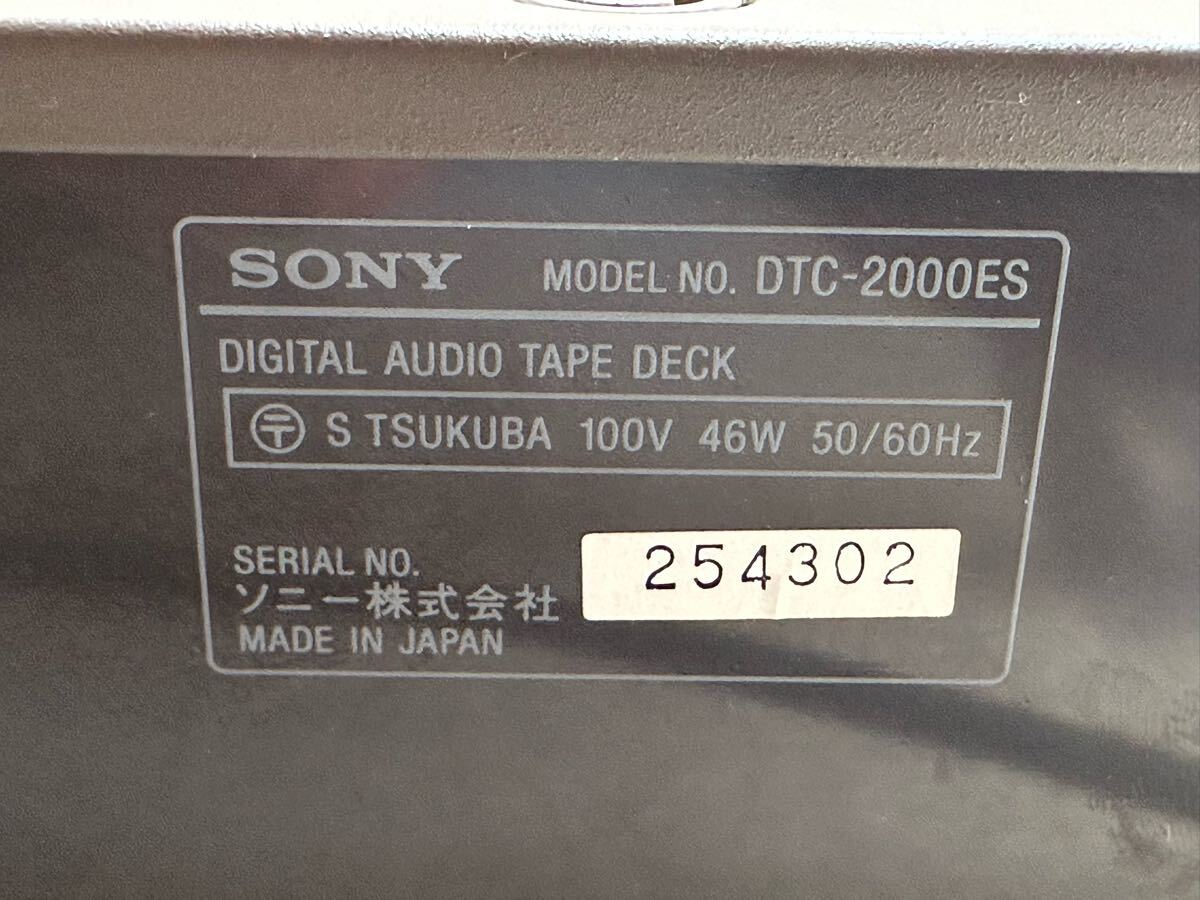 SONY MODEL NO. DTC-2000ES
DIGITAL AUDIO TAPE DECK
〶 S TSUKUBA 100V 46W 50/60Hz
SERIAL NO. 254302
ソニー株式会社
MADE IN JAPAN